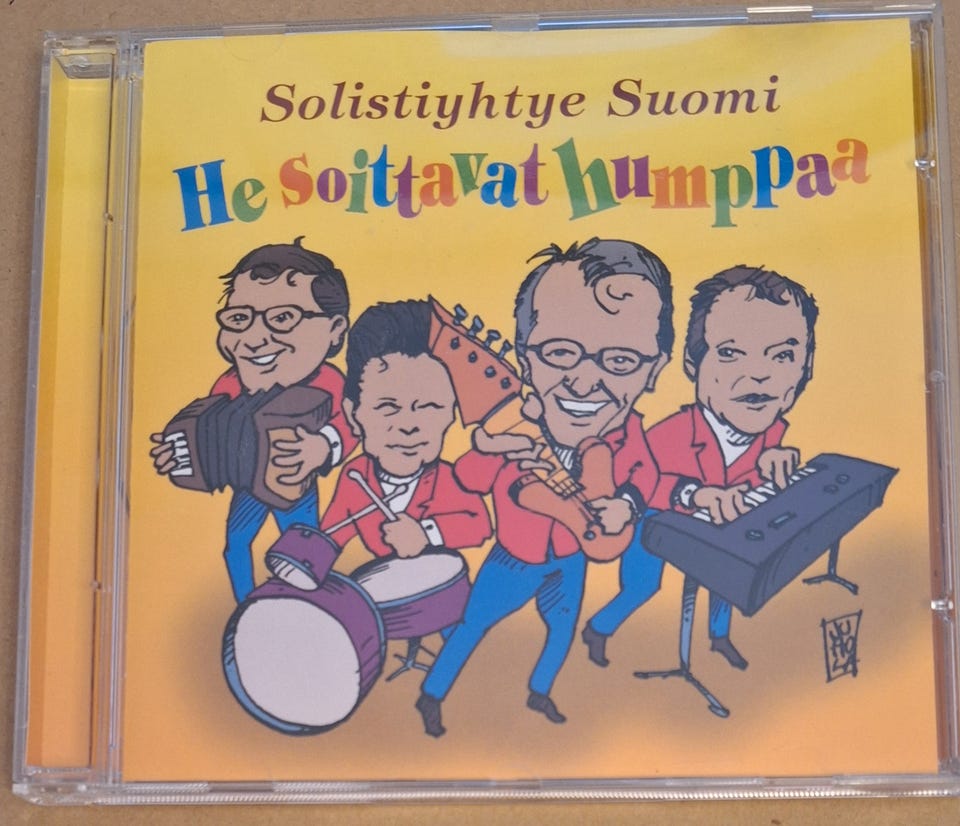 Solistiyhtye Suomi
He Soittavat humppaa